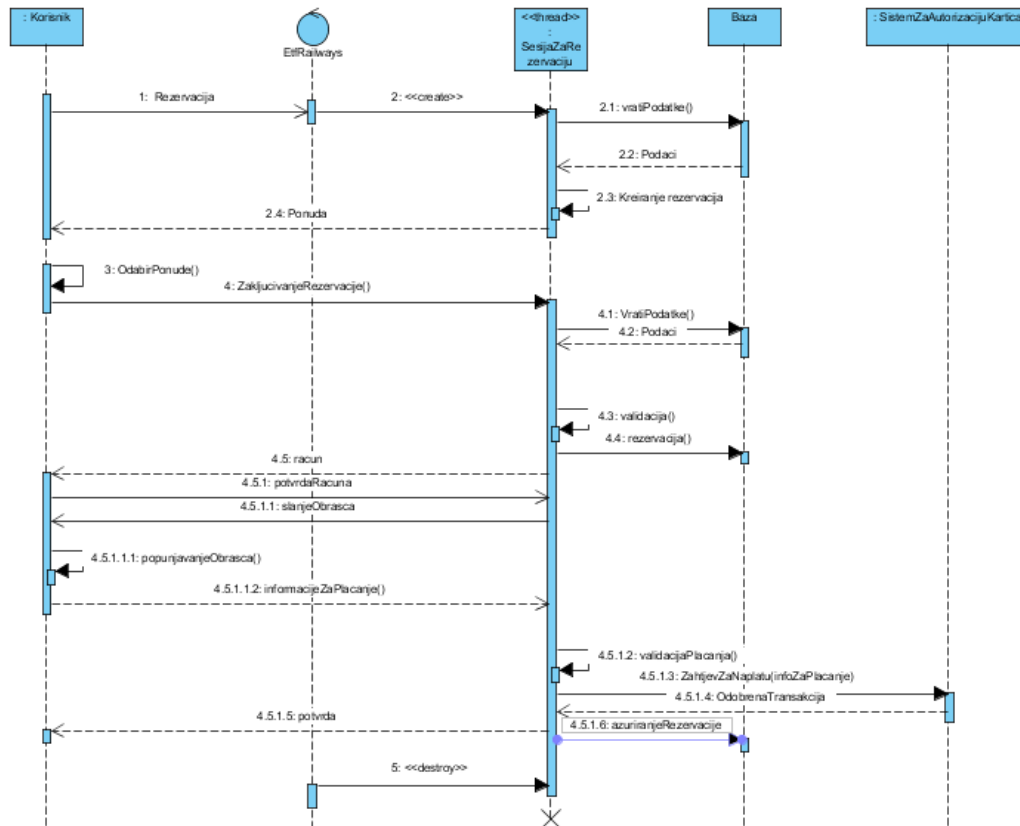 : Korisnik
EtfRailways
<<thread>>
:
SesijaZaRe
zervaciju
Baza
: SistemZaAutorizacijuKartica
1: Rezervacija
2: <<create>>
2.1: vratiPodatke()
2.2: Podaci
2.3: Kreiranje rezervacija
2.4: Ponuda
3: OdabirPonude()
4: ZakljucivanjeRezervacije()
4.1: VratiPodatke()
4.2: Podaci
4.3: validacija()
4.4: rezervacija()
4.5: racun
4.5.1: potvrdaRacuna
4.5.1.1: slanjeObrasca
4.5.1.1.1: popunjavanjeObrasca()
4.5.1.1.2: informacijeZaPlacanje()
4.5.1.2: validacijaPlacanja()
4.5.1.3: ZahtjevZaNaplatu(infoZaPlacanje)
4.5.1.4: OdobrenaTransakcija
4.5.1.5: potvrda
4.5.1.6: azuriranjeRezervacije
5: <<destroy>>